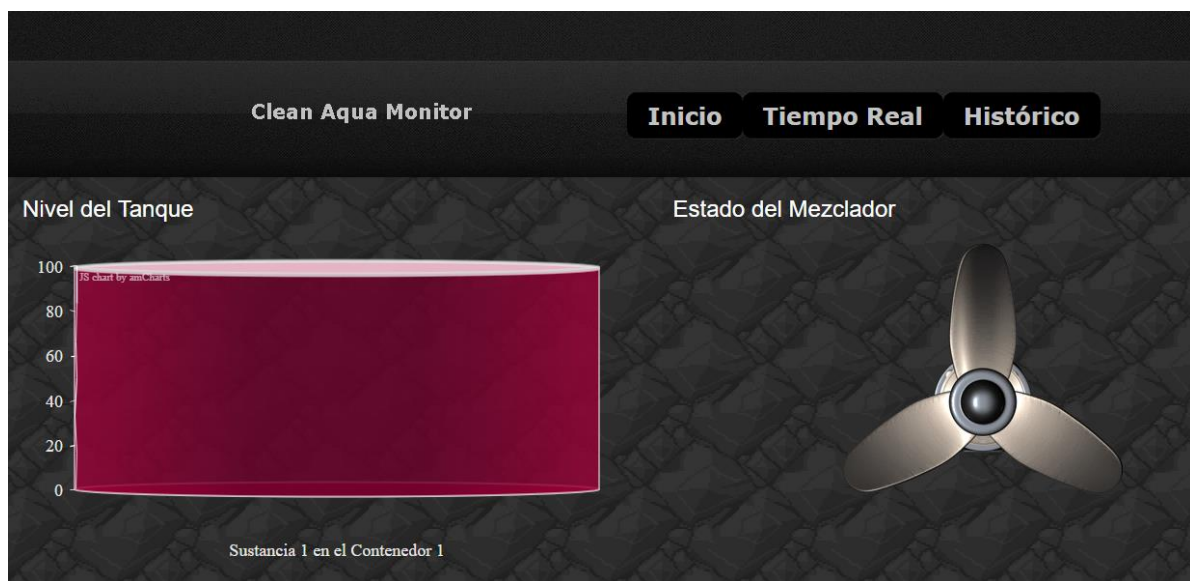 Clean Aqua Monitor
Inicio Tiempo Real Histórico
Nivel del Tanque
Estado del Mezclador
100
JS chart by amCharts
80
60
40
20
0
Sustancia 1 en el Contenedor 1